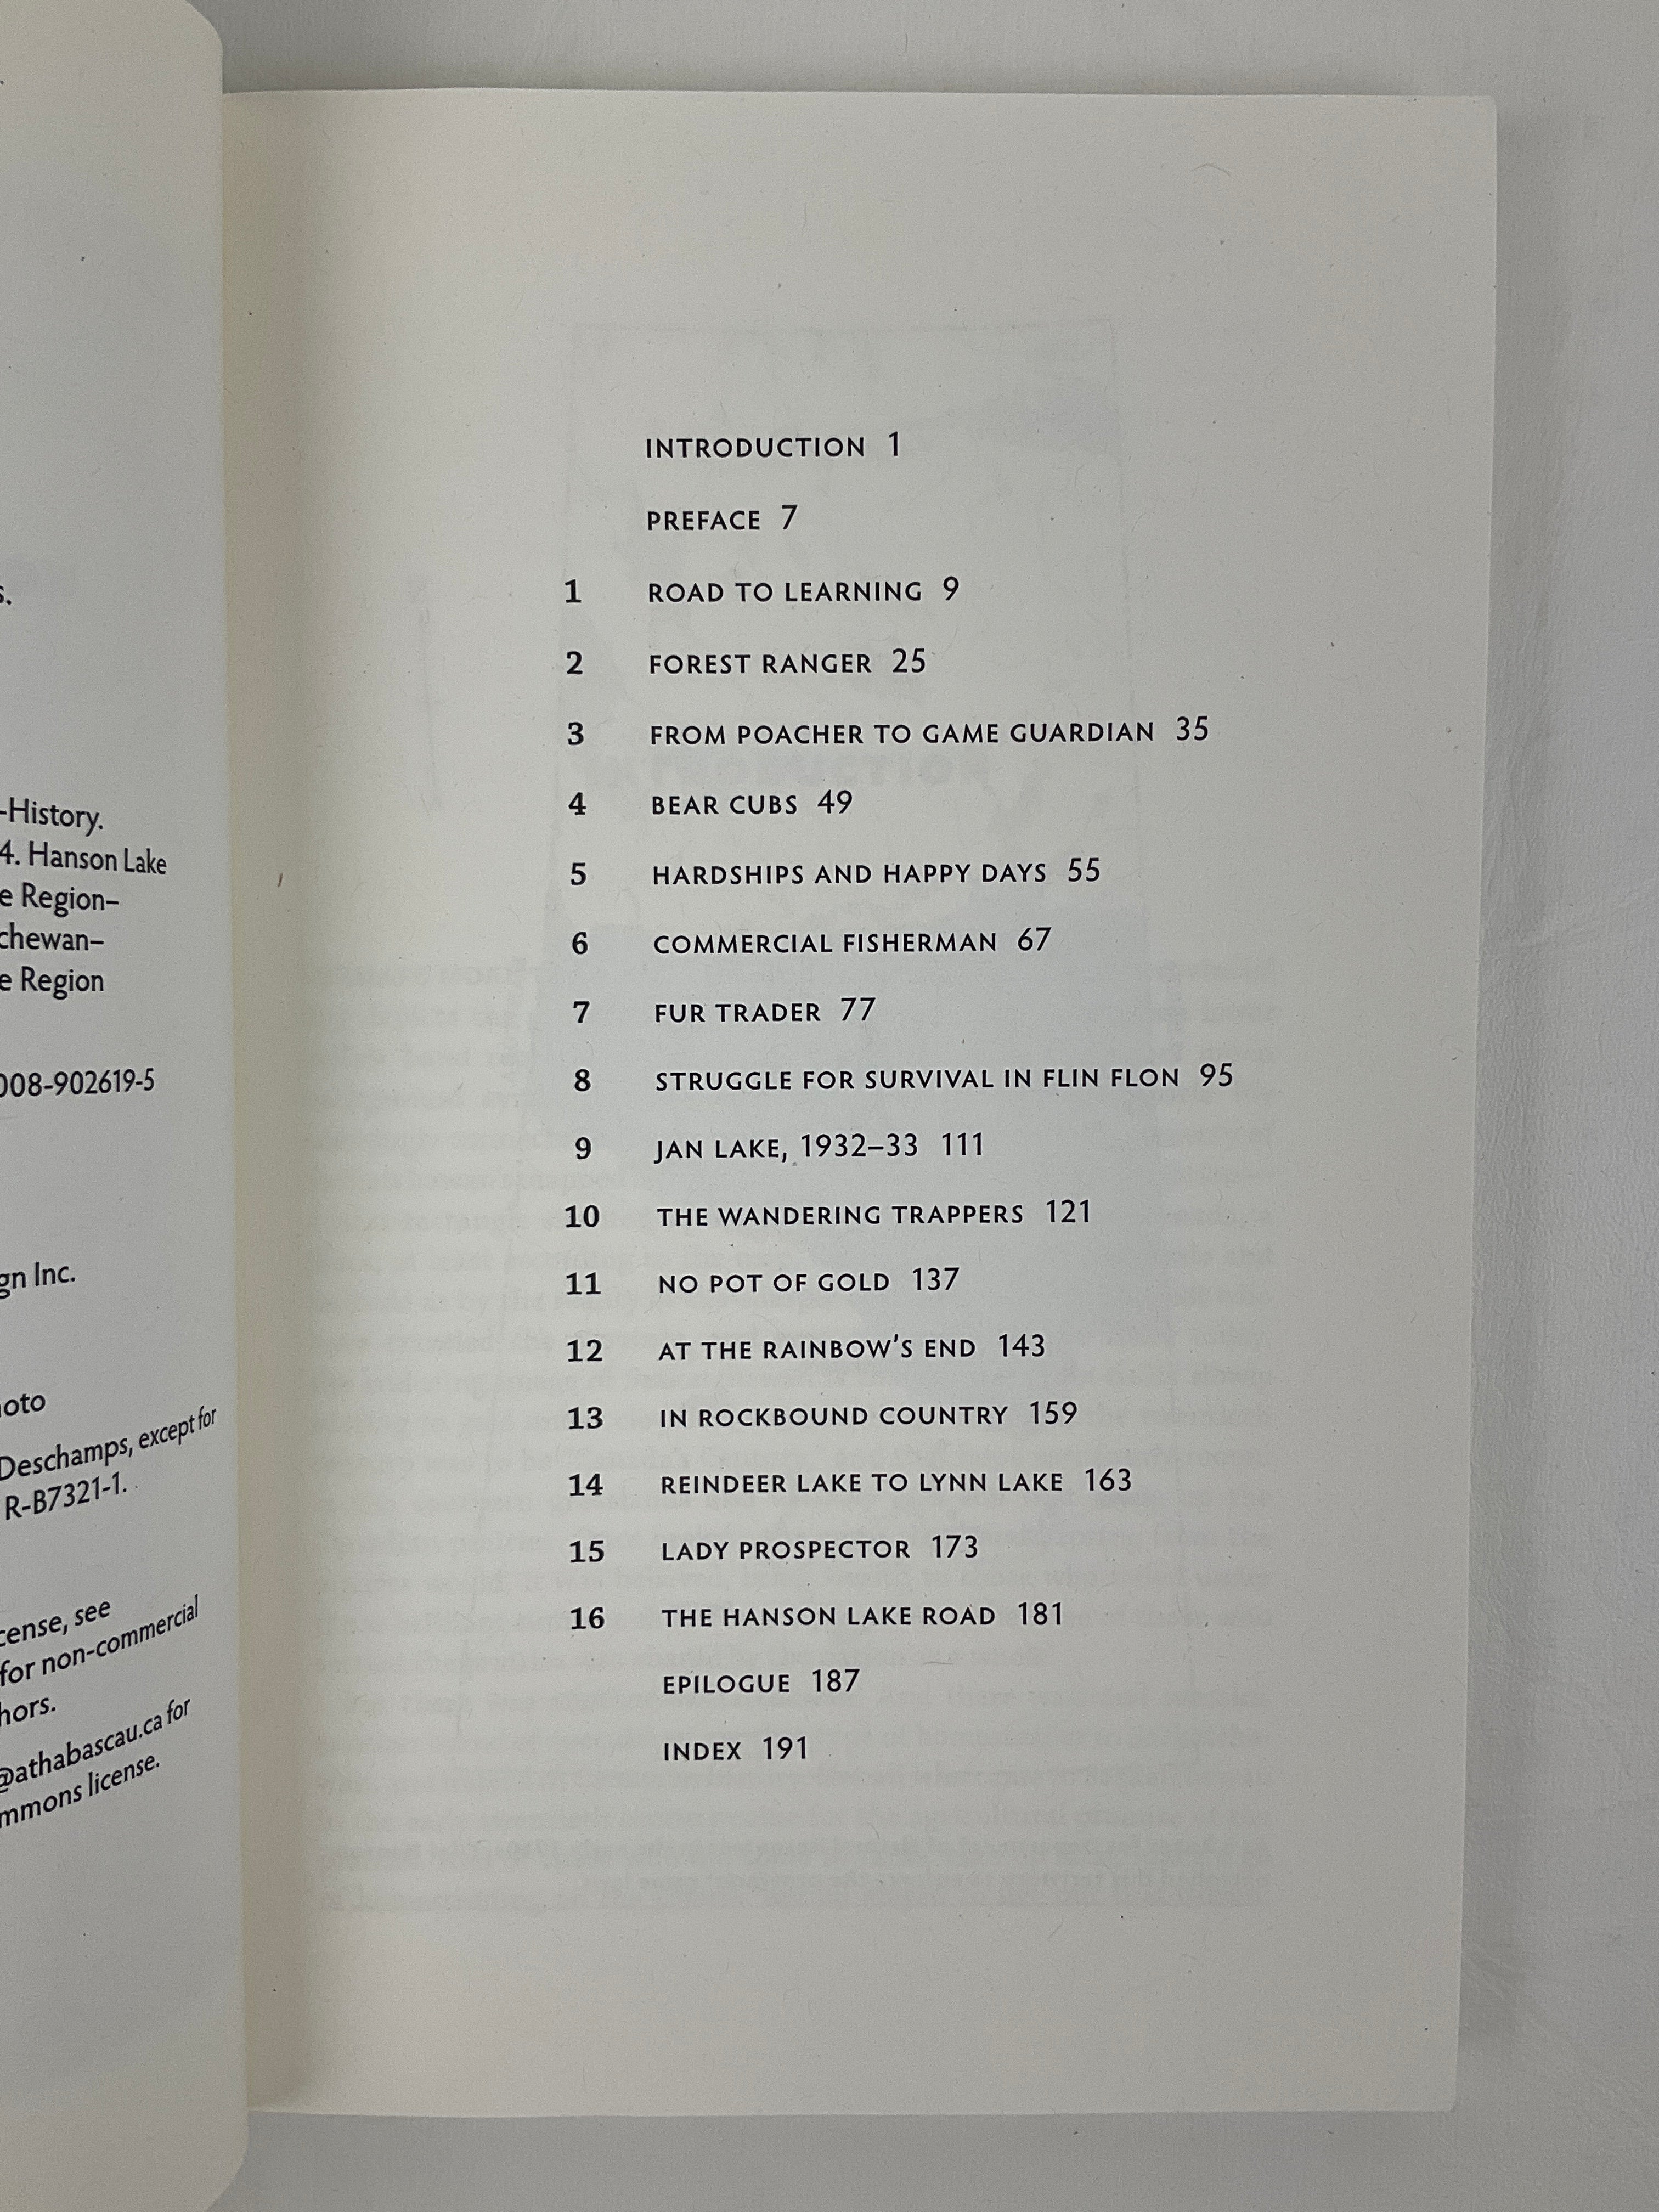 s.
-History.
4. Hanson Lake
e Region–
chewan–
e Region
008-902619-5
gn Inc.
oto
Deschamps, except for
R-B7321-1.
cense, see
for non-commercial
hors.
@athabascau.ca for
mmons license.
INTRODUCTION 1
PREFACE 7
1 ROAD TO LEARNING 9
2 FOREST RANGER 25
3 FROM POACHER TO GAME GUARDIAN 35
4 BEAR CUBS 49
5 HARDSHIPS AND HAPPY DAYS 55
6 COMMERCIAL FISHERMAN 67
7 FUR TRADER 77
8 STRUGGLE FOR SURVIVAL IN FLIN FLON 95
9 JAN LAKE, 1932–33 111
10 THE WANDERING TRAPPERS 121
11 NO POT OF GOLD 137
12 AT THE RAINBOW'S END 143
13 IN ROCKBOUND COUNTRY 159
14 REINDEER LAKE TO LYNN LAKE 163
15 LADY PROSPECTOR 173
16 THE HANSON LAKE ROAD 181
EPILOGUE 187
INDEX 191